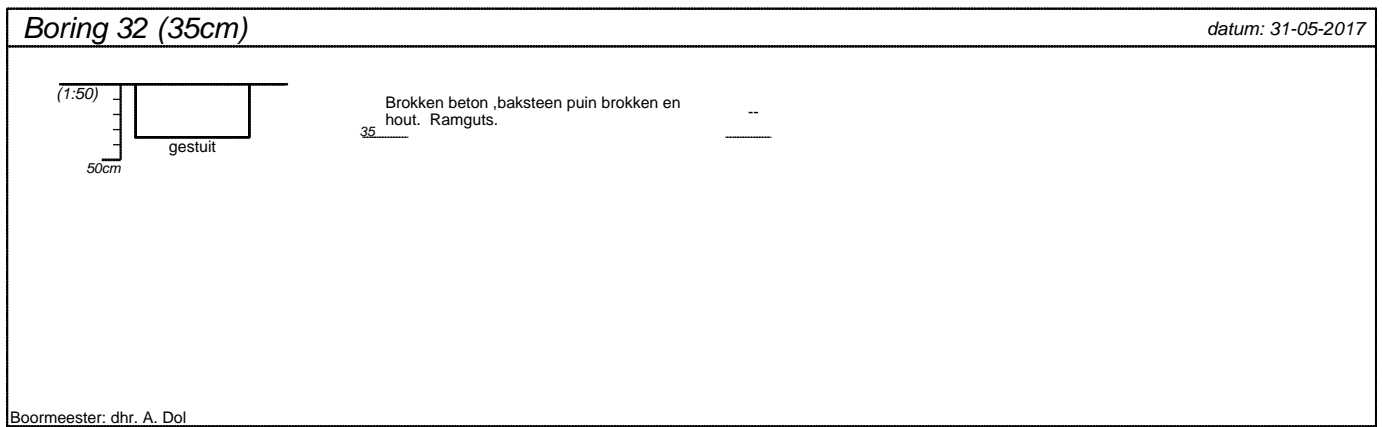 Boring 32 (35cm)
datum: 31-05-2017
(1:50)
Brokken beton ,baksteen puin brokken en
hout. Ramguts.
--
35
gestuit
50cm
Boormeester: dhr. A. Dol